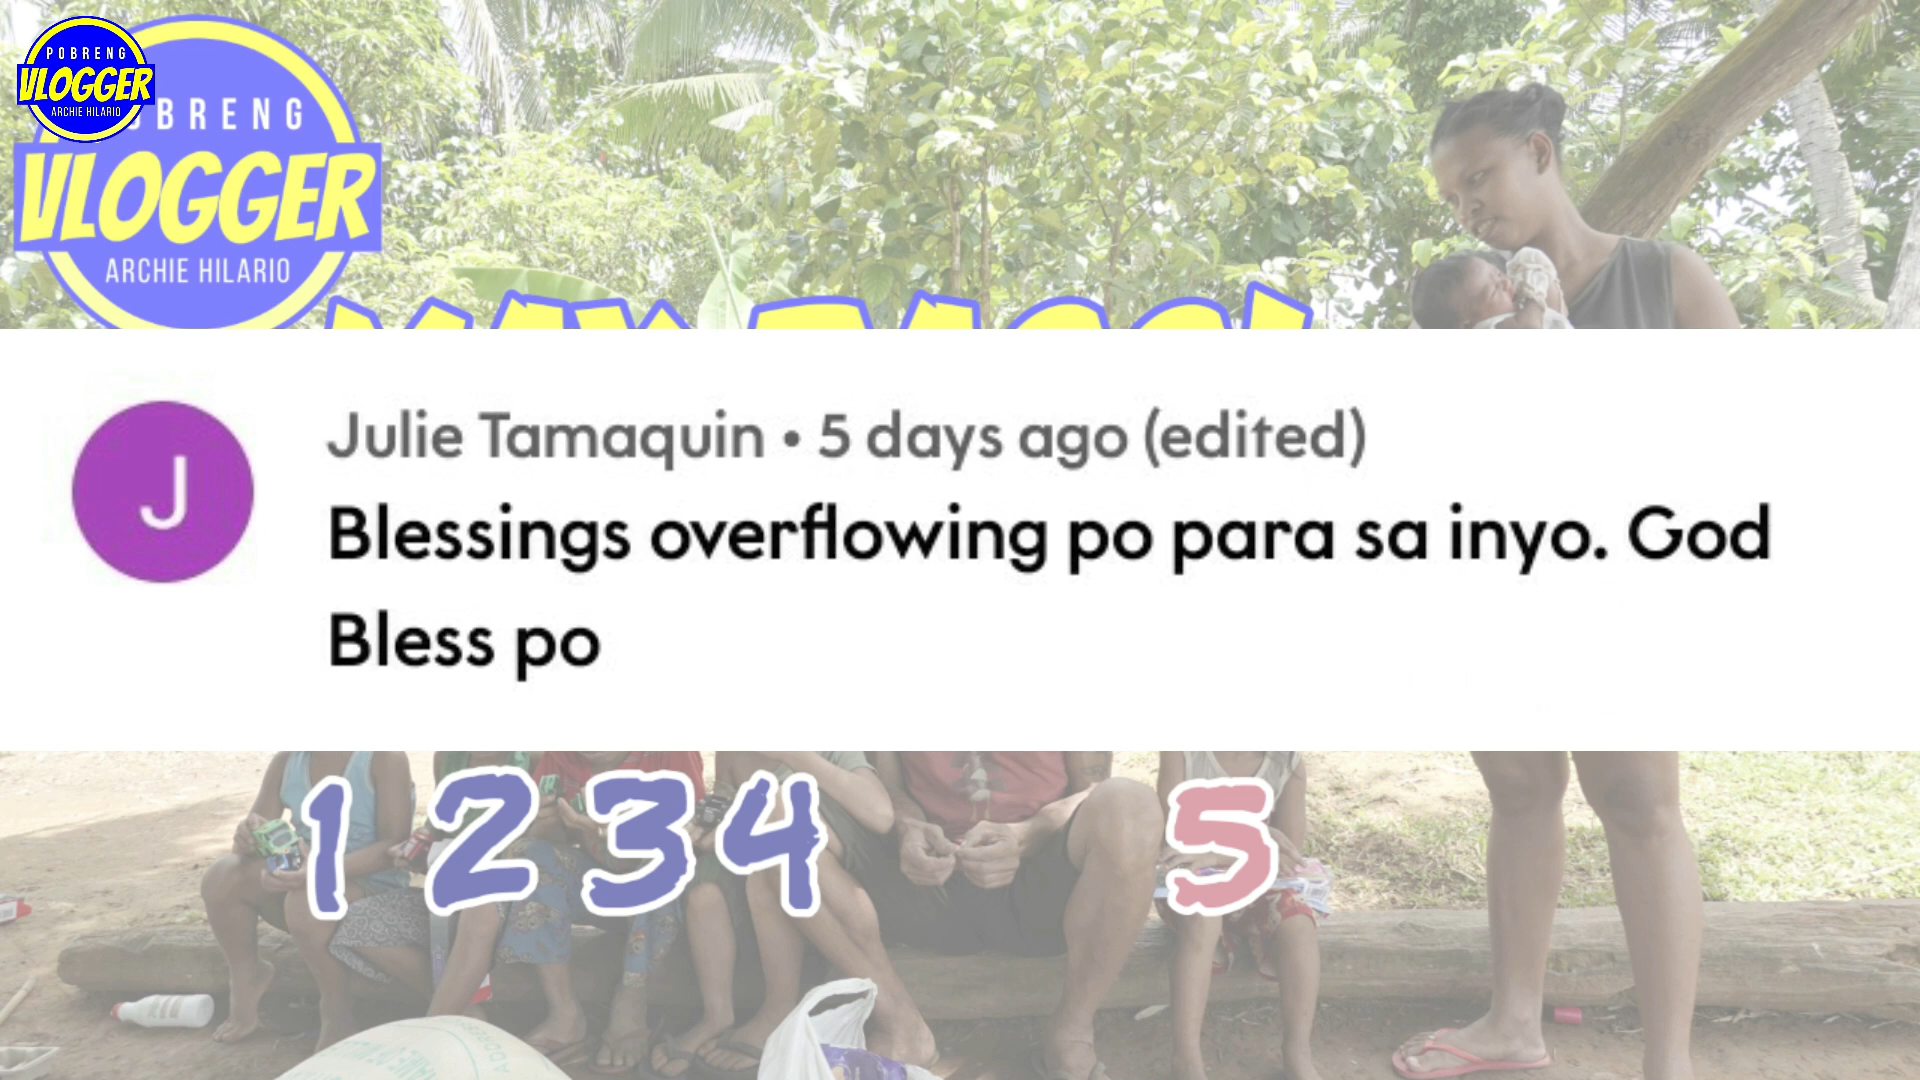 POBRENG
VLOGGER
ARCHIE HILARIO
BRENG
VLOGGER
ARCHIE HILARIO
Julie Tamaquin • 5 days ago (edited)
Blessings overflowing po para sa inyo. God
Bless po
1 2 3 4 5